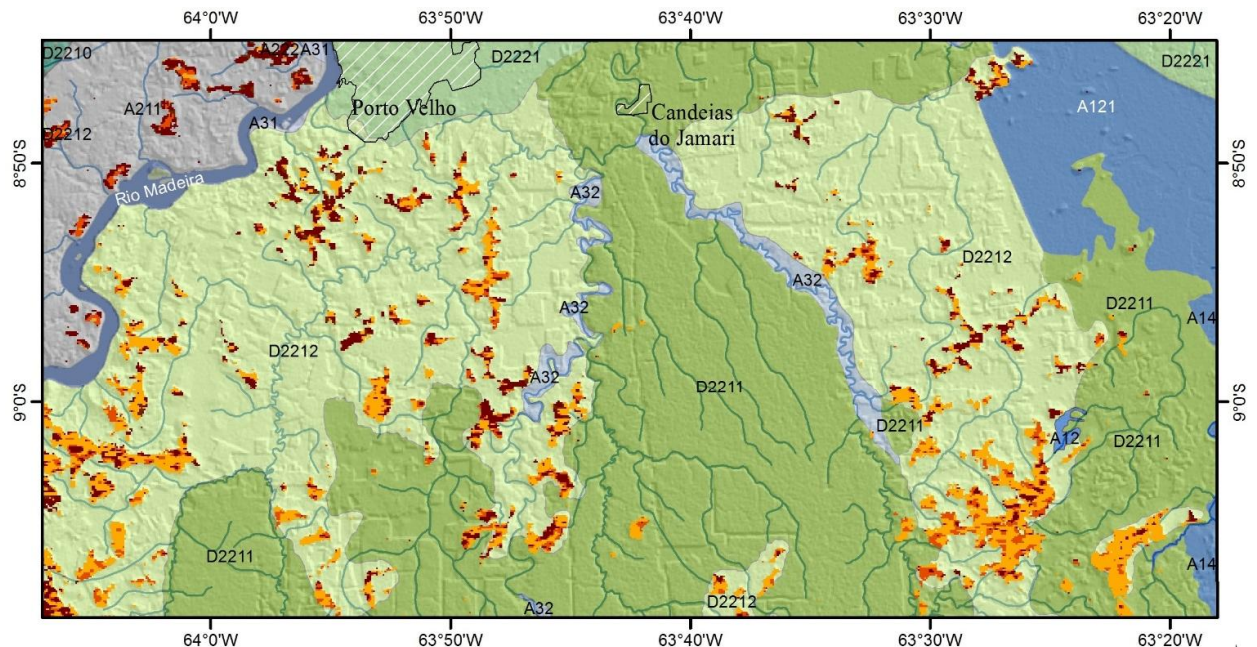 64°0'W 63°50'W 63°40'W 63°30'W 63°20'W
D2210
A222
A31
D2221
D2221
A211
Porto Velho
Candeias
do Jamari
A121
D2212
A31
8°50'S
8°50'S
Rio Madeira
A32
D2212
A32
A32
D2211
A14
D2212
A32
D2211
9°0'S
9°0'S
D2211
A12
D2211
D2211
A14
A32
D2212
64°0'W 63°50'W 63°40'W 63°30'W 63°20'W